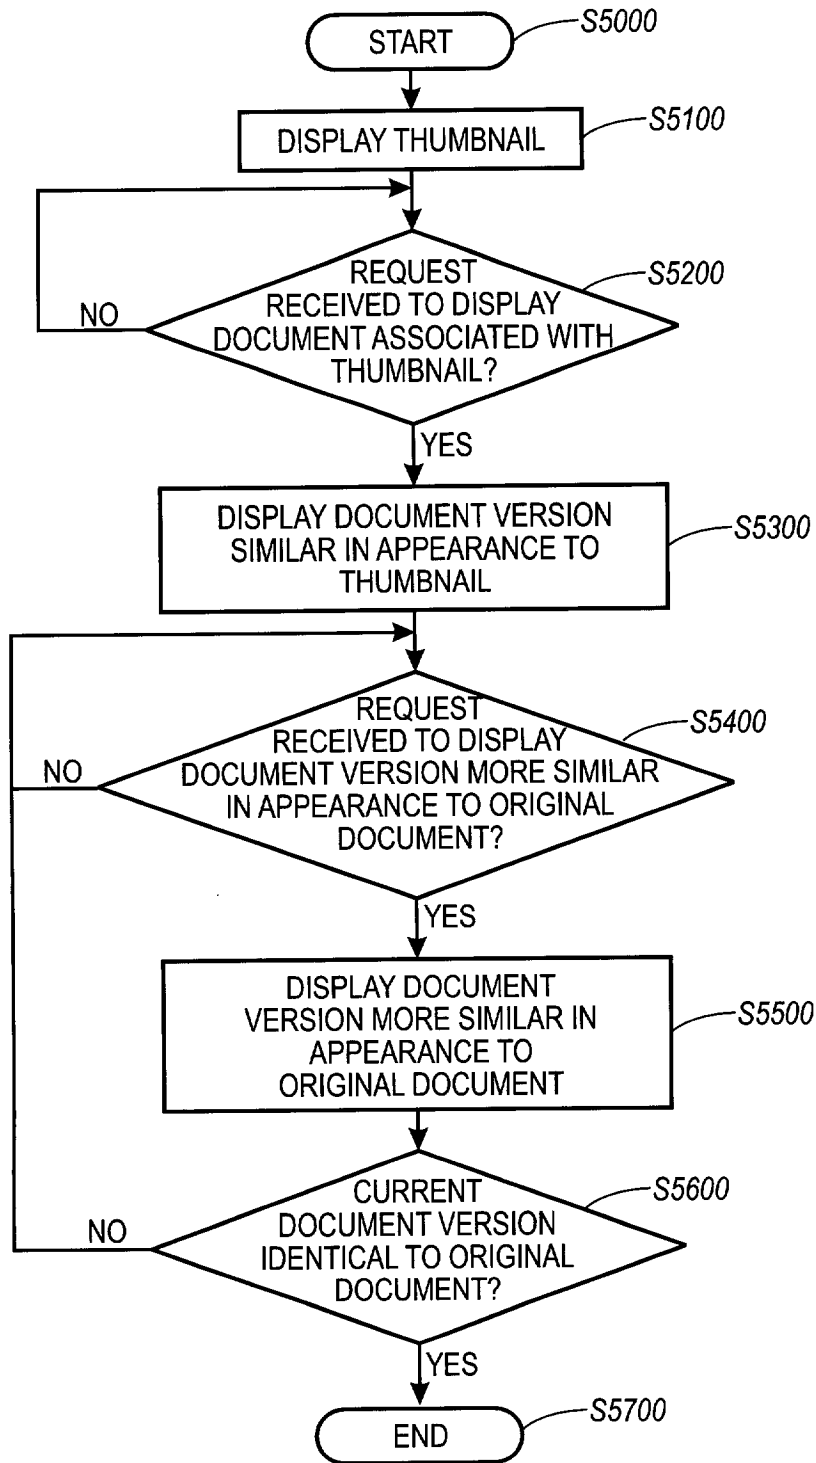 START
S5000
DISPLAY THUMBNAIL
S5100
REQUEST
RECEIVED TO DISPLAY
DOCUMENT ASSOCIATED WITH
THUMBNAIL?
S5200
NO
YES
DISPLAY DOCUMENT VERSION
SIMILAR IN APPEARANCE TO
THUMBNAIL
S5300
REQUEST
RECEIVED TO DISPLAY
DOCUMENT VERSION MORE SIMILAR
IN APPEARANCE TO ORIGINAL
DOCUMENT?
S5400
NO
YES
DISPLAY DOCUMENT
VERSION MORE SIMILAR IN
APPEARANCE TO
ORIGINAL DOCUMENT
S5500
CURRENT
DOCUMENT VERSION
IDENTICAL TO ORIGINAL
DOCUMENT?
S5600
NO
YES
END
S5700